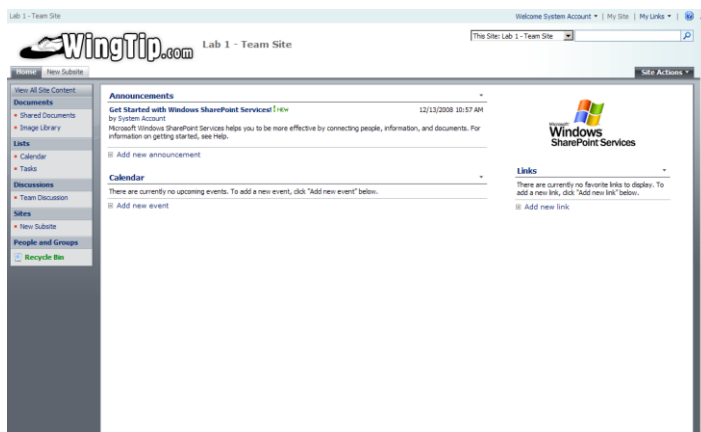 Lab 1 - Team Site
Welcome System Account | My Site | My Links |
WingTip.com
Lab 1 - Team Site
This Site: Lab 1 - Team Site
Home New Subsite
Site Actions
View All Site Content
Documents
Shared Documents
Image Library
Lists
Calendar
Tasks
Discussions
Team Discussion
Sites
New Subsite
People and Groups
Recycle Bin
Announcements
Get Started with Windows SharePoint Services! NEW 12/13/2008 10:57 AM
by System Account
Microsoft Windows SharePoint Services helps you to be more effective by connecting people, information, and documents. For
information on getting started, see Help.
Add new announcement
Calendar
There are currently no upcoming events. To add a new event, click "Add new event" below.
Add new event
Microsoft
Windows
SharePoint Services
Links
There are currently no favorite links to display. To
add a new link, click "Add new link" below.
Add new link